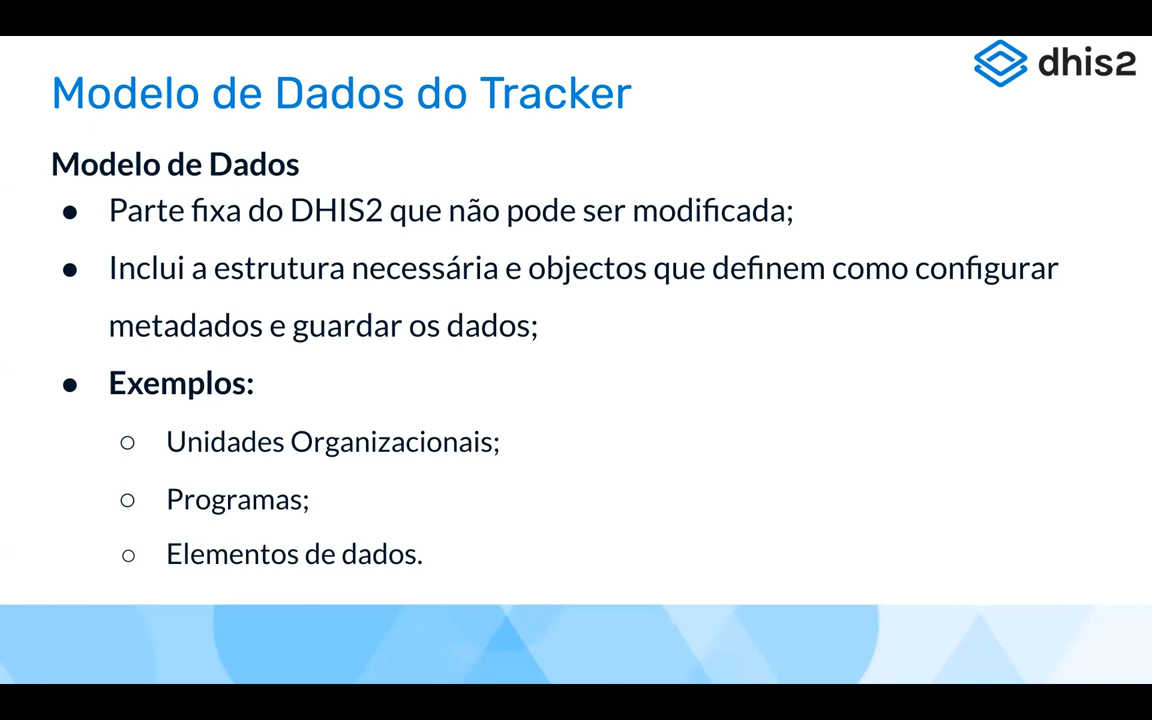 dhis2
Modelo de Dados do Tracker
Modelo de Dados
● Parte fixa do DHIS2 que não pode ser modificada;
● Inclui a estrutura necessária e objectos que definem como configurar
metadados e guardar os dados;
● Exemplos:
○ Unidades Organizacionais;
○ Programas;
○ Elementos de dados.